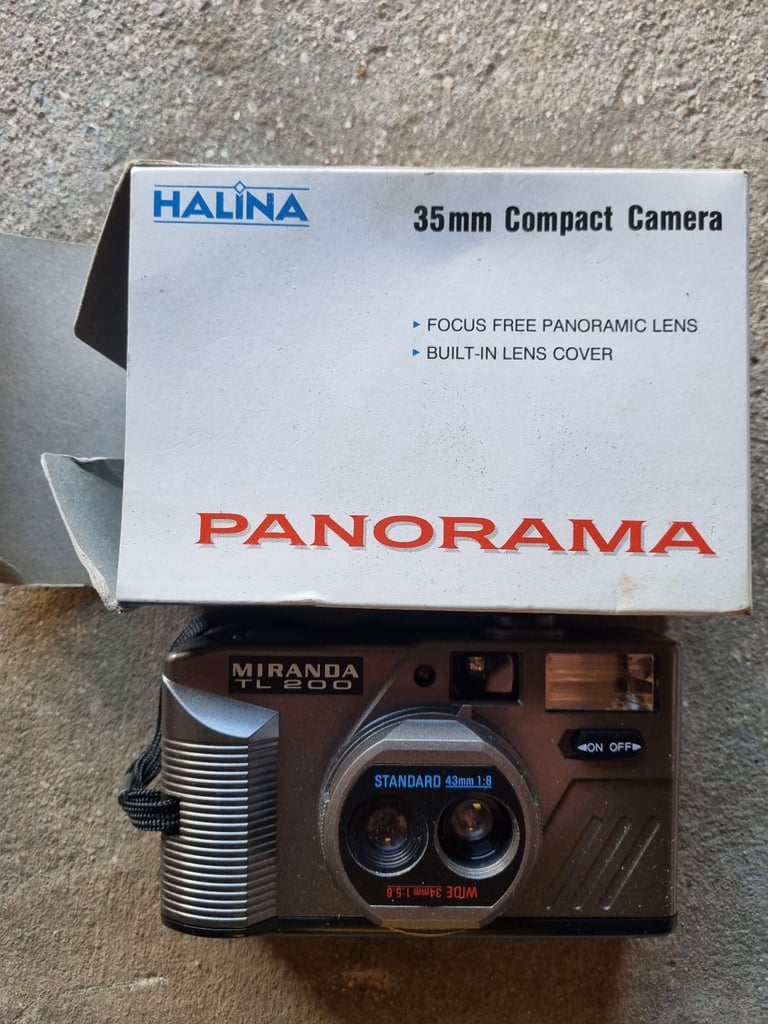 HALINA
35mm Compact Camera
▸ FOCUS FREE PANORAMIC LENS
▸ BUILT-IN LENS COVER
PANORAMA
MIRANDA
TL 200
◄ON OFF►
STANDARD 43mm 1:8
WIDE 34mm 1:5.6